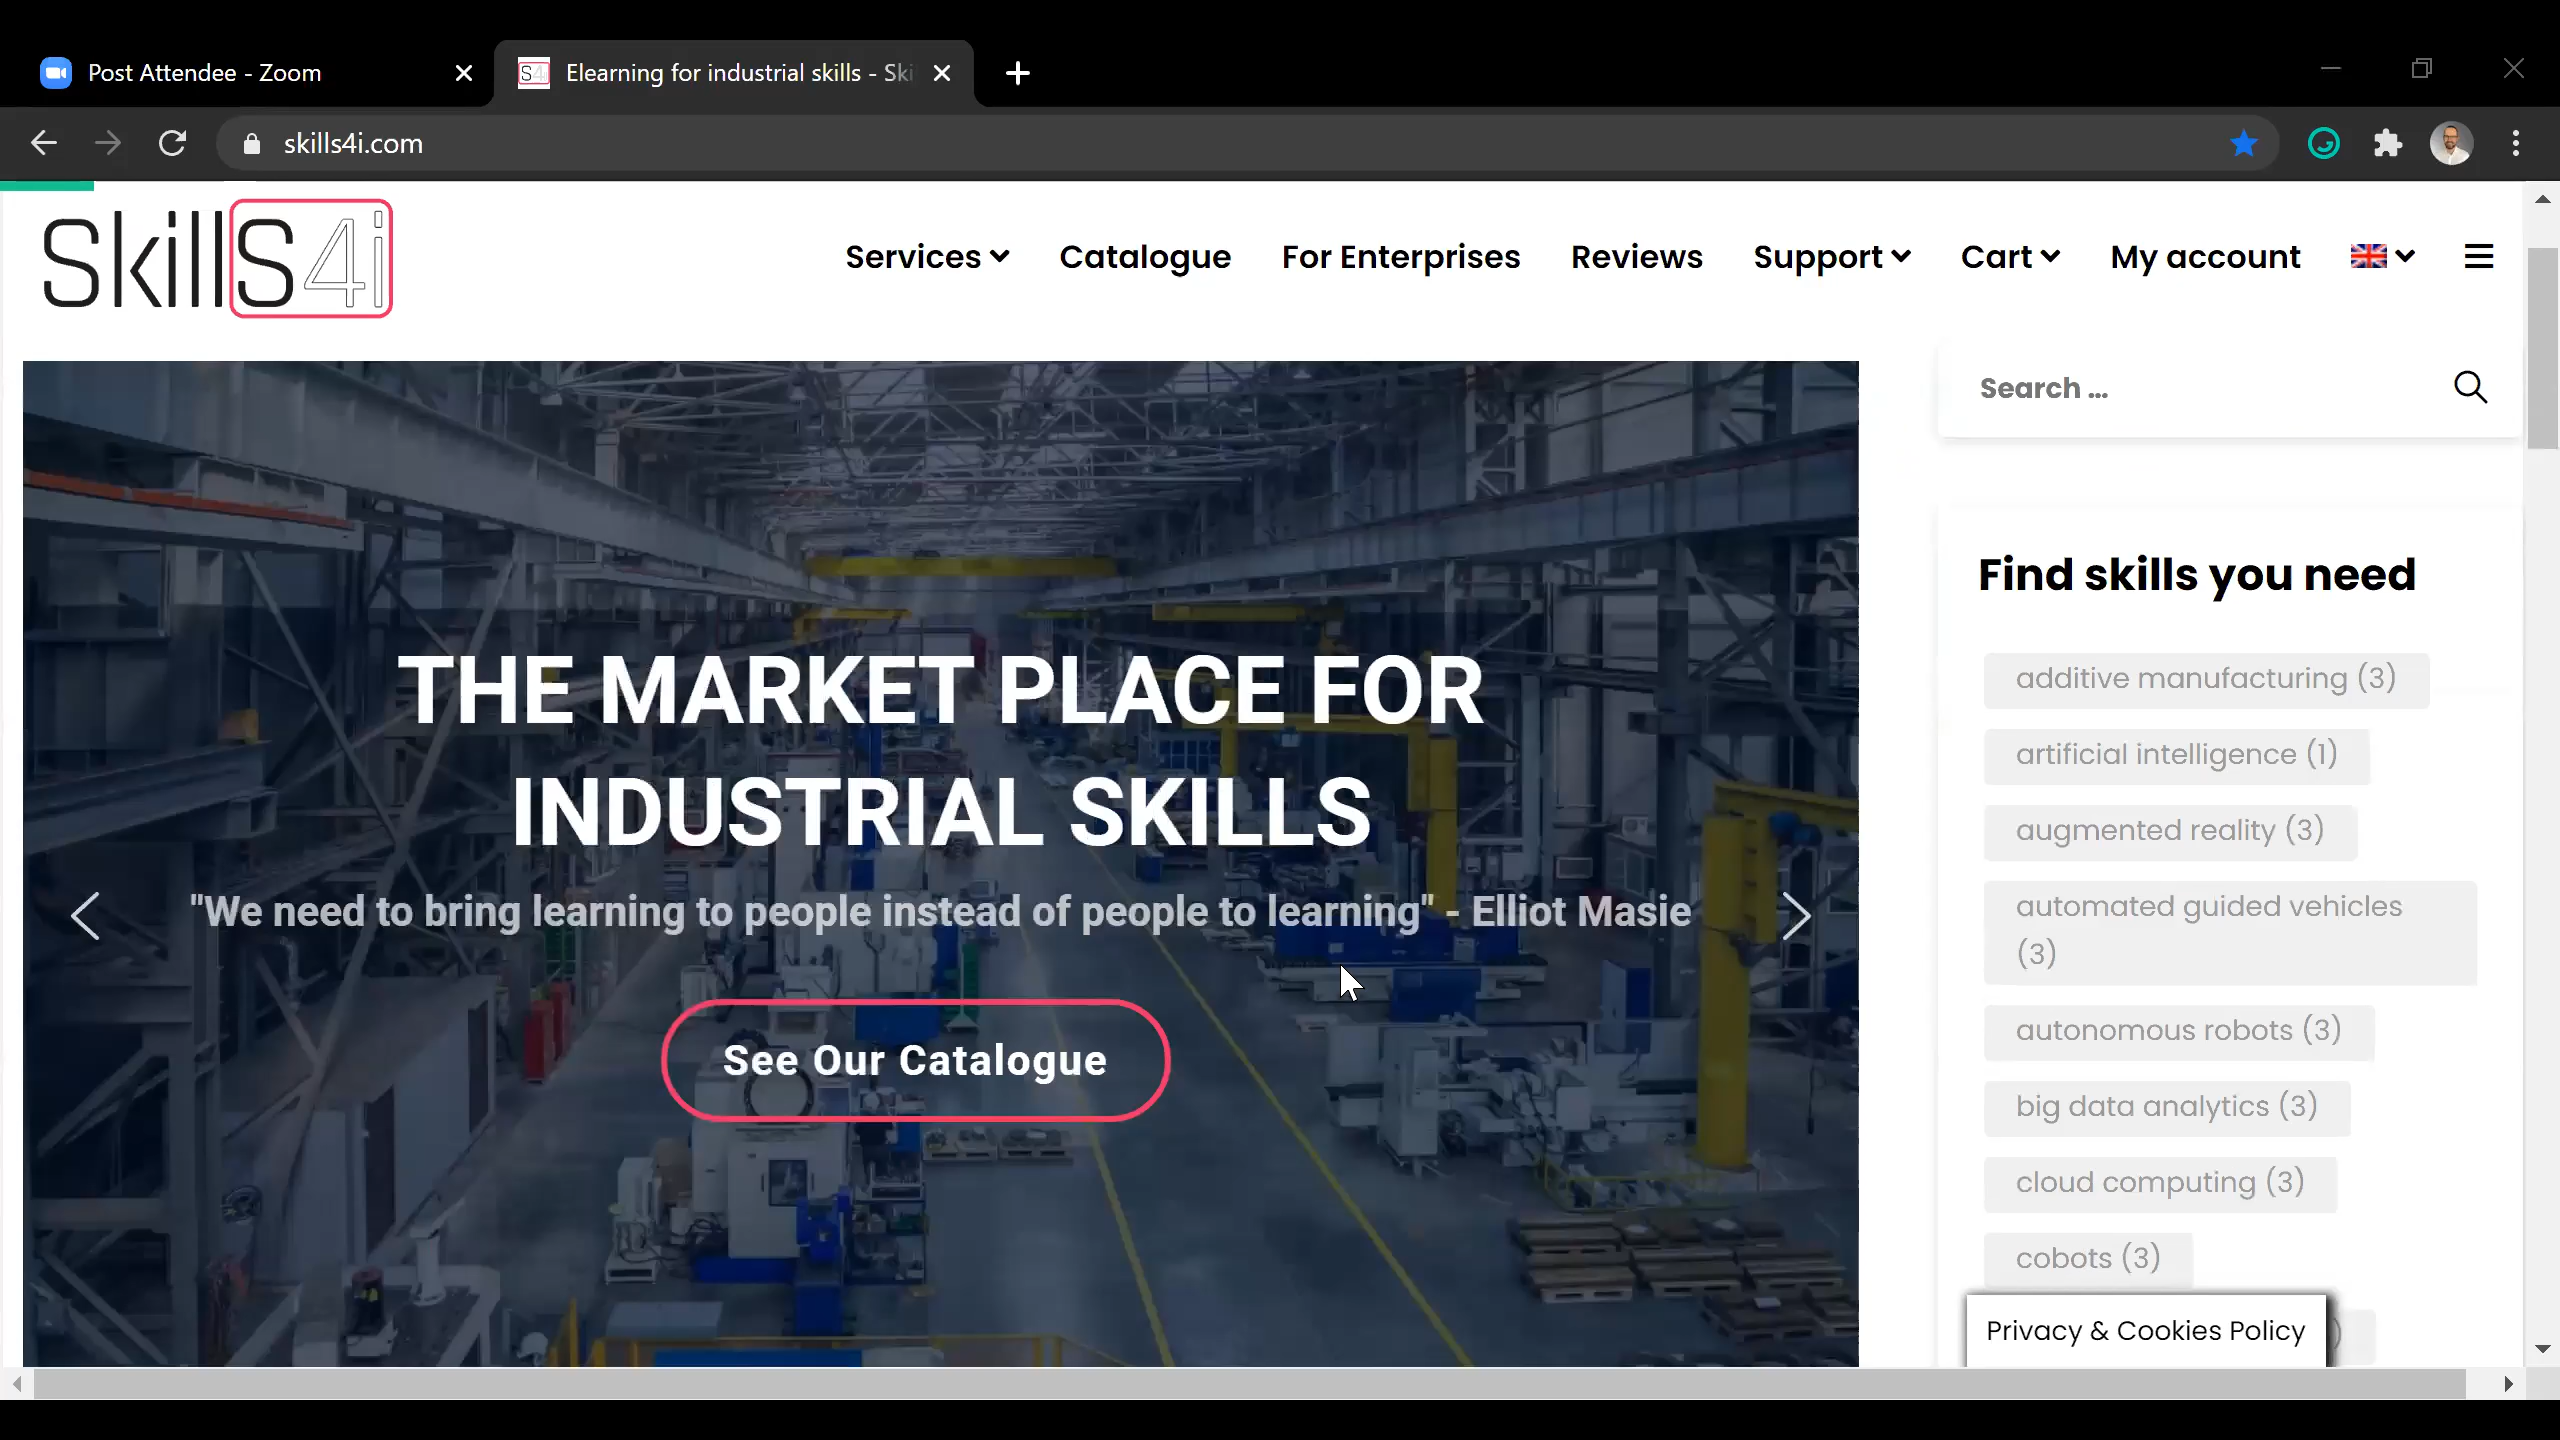 Post Attendee - Zoom
Elearning for industrial skills - Ski
skills4i.com
SkillS4i
Services
Catalogue
For Enterprises
Reviews
Support
Cart
My account
Search ...
THE MARKET PLACE FOR
INDUSTRIAL SKILLS
"We need to bring learning to people instead of people to learning" - Elliot Masie
See Our Catalogue
Find skills you need
additive manufacturing (3)
artificial intelligence (1)
augmented reality (3)
automated guided vehicles
(3)
autonomous robots (3)
big data analytics (3)
cloud computing (3)
cobots (3)
Privacy & Cookies Policy